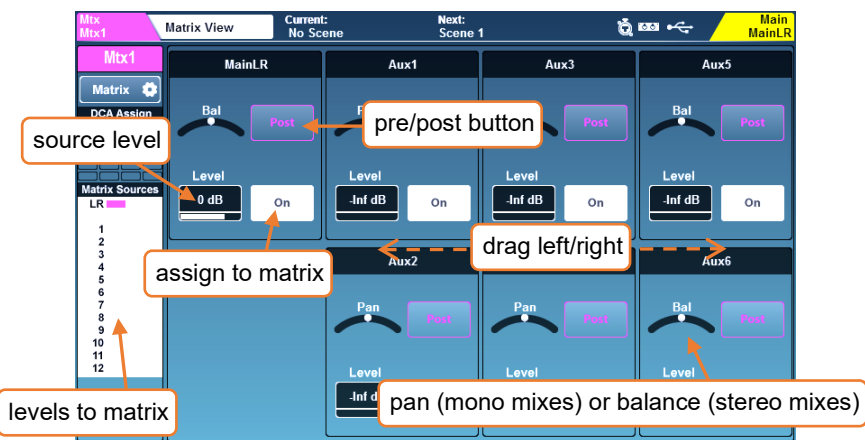 Mtx
Mtx1
Matrix View
Current:
No Scene
Next:
Scene 1
Main
MainLR
Mtx1
MainLR
Aux1
Aux3
Aux5
Matrix
DCA Assign
Bal
Post
pre/post button
Post
Bal
Post
source level
Level
Level
Level
Level
0 dB
On
-Inf dB
On
-Inf dB
On
-Inf dB
On
Matrix Sources
LR
1
2
3
4
5
6
7
8
9
10
11
12
drag left/right
assign to matrix
Aux2
Aux6
Pan
Post
Pan
Post
Bal
Post
Level
Level
Level
-Inf d
levels to matrix
pan (mono mixes) or balance (stereo mixes)